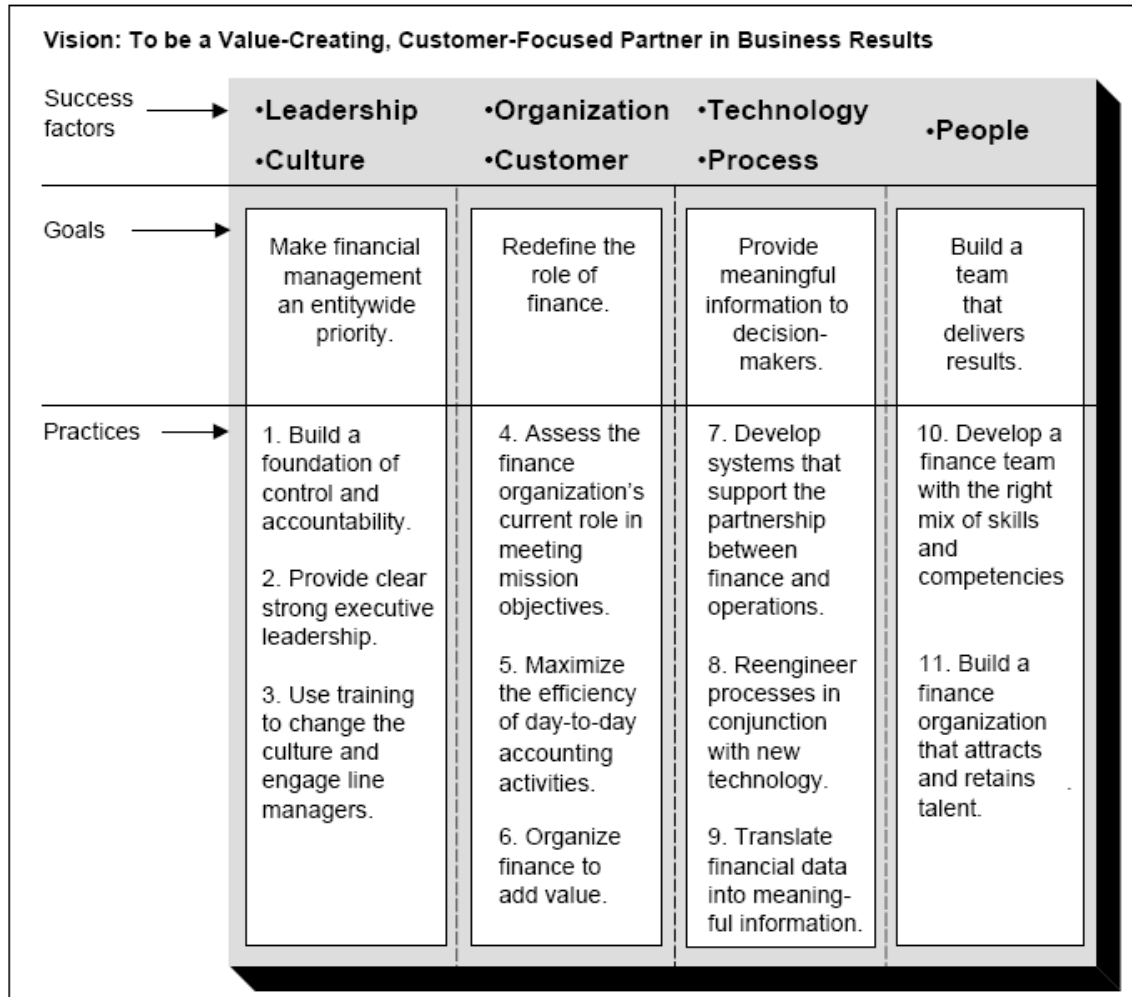 Vision: To be a Value-Creating, Customer-Focused Partner in Business Results
Success
factors
•Leadership
•Culture
•Organization
•Customer
•Technology
•Process
•People
Goals
Make financial
management
an entitywide
priority.
Redefine the
role of
finance.
Provide
meaningful
information to
decision-
makers.
Build a
team
that
delivers
results.
Practices
1. Build a
foundation of
control and
accountability.
2. Provide clear
strong executive
leadership.
3. Use training
to change the
culture and
engage line
managers.
4. Assess the
finance
organization's
current role in
meeting
mission
objectives.
5. Maximize
the efficiency
of day-to-day
accounting
activities.
6. Organize
finance to
add value.
7. Develop
systems that
support the
partnership
between
finance and
operations.
8. Reengineer
processes in
conjunction
with new
technology.
9. Translate
financial data
into meaning-
ful information.
10. Develop a
finance team
with the right
mix of skills
and
competencies
11. Build a
finance
organization
that attracts
and retains .
talent.